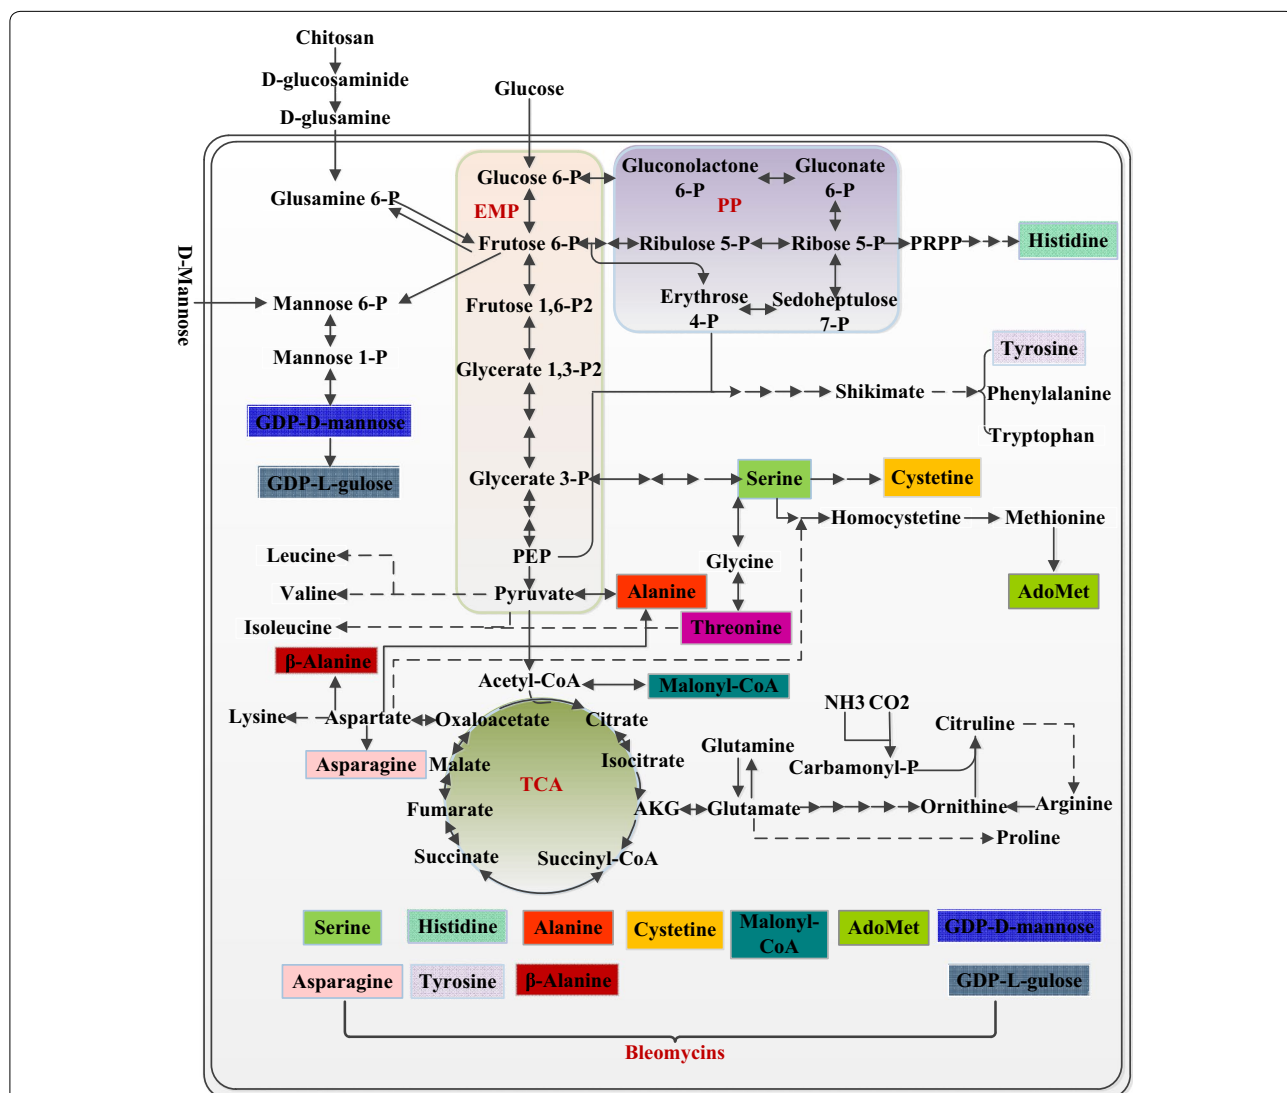 Chitosan
D-glucosaminide
D-glusamine
Glucose
Glusamine 6-P
Glucose 6-P
EMP
Gluconolactone
6-P
Gluconate
6-P
PP
Frutose 6-P
Ribulose 5-P
Ribose 5-P
PRPP
Histidine
D-Mannose
Mannose 6-P
Frutose 1,6-P2
Erythrose
4-P
Sedoheptulose
7-P
Mannose 1-P
Glycerate 1,3-P2
Tyrosine
Shikimate
Phenylalanine
Tryptophan
GDP-D-mannose
GDP-L-gulose
Glycerate 3-P
Serine
Cystetine
Homocystetine
Methionine
Leucine
PEP
Glycine
Valine
Pyruvate
Alanine
AdoMet
Isoleucine
Threonine
β-Alanine
Acetyl-CoA
Malonyl-CoA
Lysine
Aspartate
Oxaloacetate
Citrate
NH3 CO2
Citruline
Asparagine
Malate
Isocitrate
Glutamine
Carbamonyl-P
TCA
Fumarate
AKG
Glutamate
Ornithine
Arginine
Proline
Succinate
Succinyl-CoA
Serine
Histidine
Alanine
Cystetine
Malonyl-
CoA
AdoMet
GDP-D-mannose
Asparagine
Tyrosine
β-Alanine
GDP-L-gulose
Bleomycins